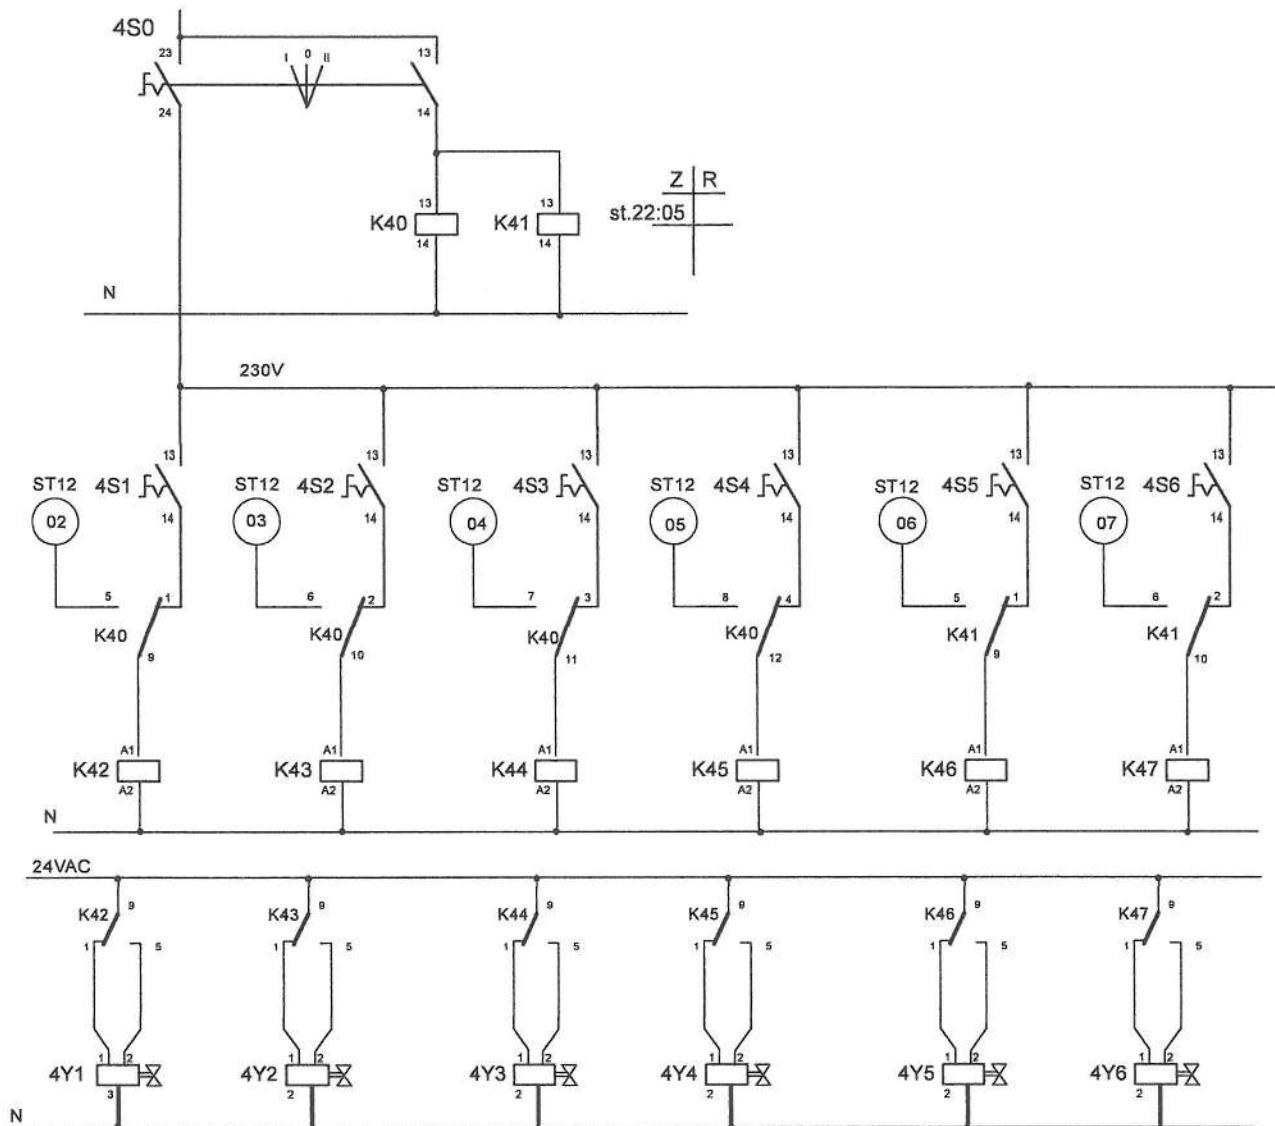 4S0
23 I 0 II 13
24 14
Z R
13 13
K40 K41 st.22:05
14 14
N
230V
13 13 13 13 13 13
ST12 4S1 ST12 4S2 ST12 4S3 ST12 4S4 ST12 4S5 ST12 4S6
02 14 03 14 04 14 05 14 06 14 07 14
5 1 6 2 7 3 8 4 5 1 6 2
K40 K40 K40 K40 K41 K41
9 10 11 12 9 10
A1 A1 A1 A1 A1 A1
K42 K43 K44 K45 K46 K47
A2 A2 A2 A2 A2 A2
N
24VAC
K42 9 K43 9 K44 9 K45 9 K46 9 K47 9
1 5 1 5 1 5 1 5 1 5 1 5
1 2 1 2 1 2 1 2 1 2 1 2
4Y1 4Y2 4Y3 4Y4 4Y5 4Y6
3 2 2 2 2 2
N